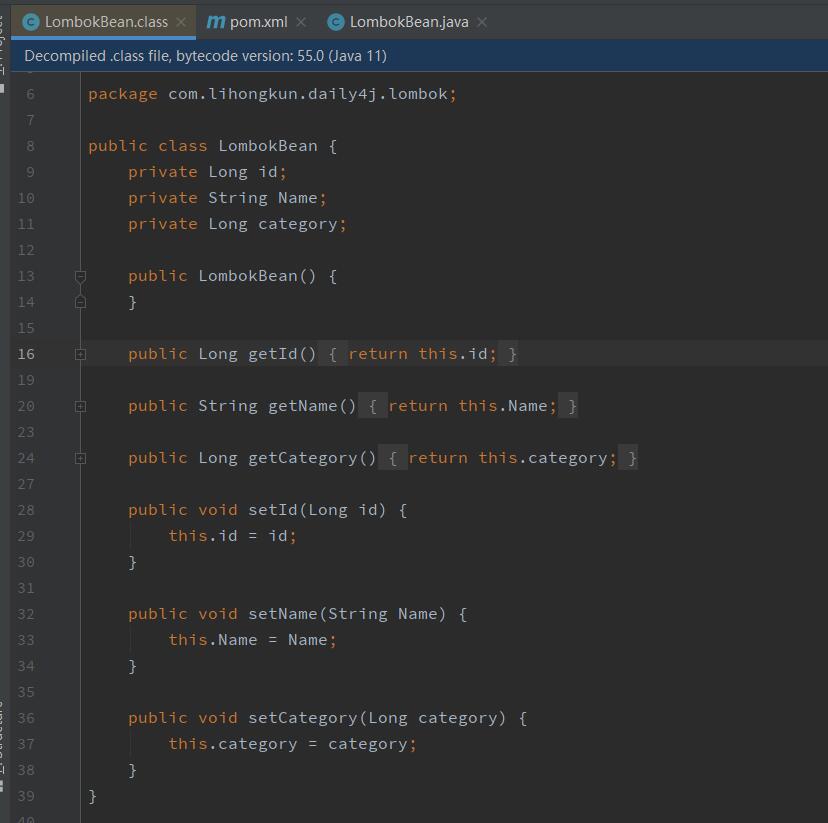 LombokBean.class
pom.xml
LombokBean.java
Decompiled .class file, bytecode version: 55.0 (Java 11)
6 package com.lihongkun.daily4j.lombok;
7
8 public class LombokBean {
9 private Long id;
10 private String Name;
11 private Long category;
12
13 public LombokBean() {
14 }
15
16 public Long getId() { return this.id; }
19
20 public String getName() { return this.Name; }
23
24 public Long getCategory() { return this.category; }
27
28 public void setId(Long id) {
29 this.id = id;
30 }
31
32 public void setName(String Name) {
33 this.Name = Name;
34 }
35
36 public void setCategory(Long category) {
37 this.category = category;
38 }
39 }